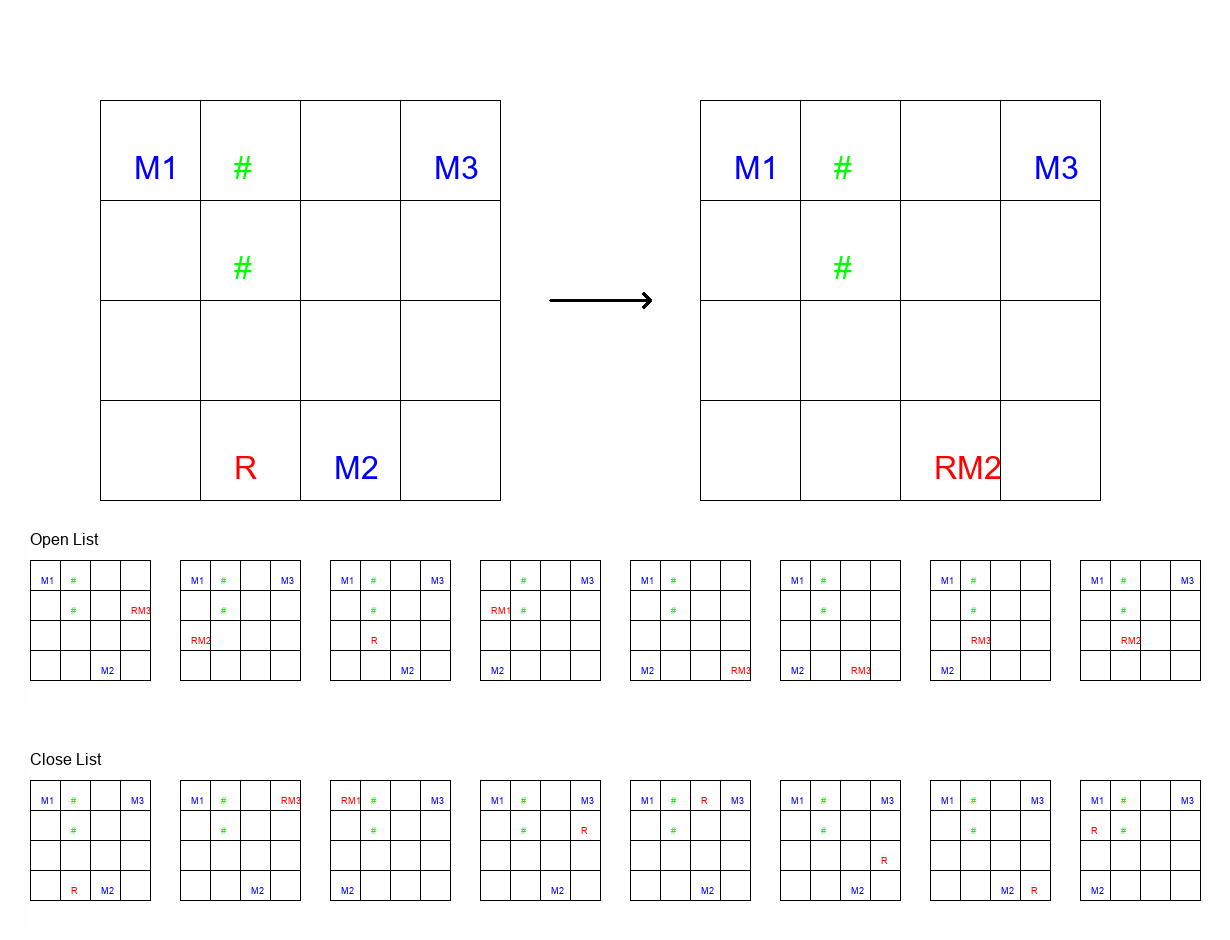 M1 # M3 M1 # M3
# #
R M2 RM2
Open List
M1 # M1 # M3 M1 # M3 # M3 M1 # M1 # M1 # M1 # M3
# RM3 # # RM1 # # # # #
RM2 R RM3 RM2
M2 M2 M2 M2 RM3 M2 RM3 M2
Close List
M1 # M3 M1 # RM3 RM1 # M3 M1 # M3 M1 # R M3 M1 # M3 M1 # M3 M1 # M3
# # # # R # # # R #
R
R M2 M2 M2 M2 M2 M2 M2 R M2